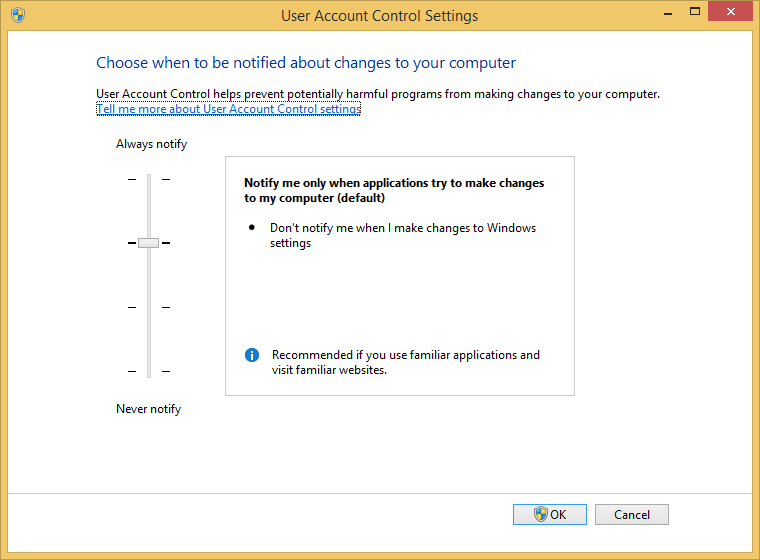 User Account Control Settings
Choose when to be notified about changes to your computer
User Account Control helps prevent potentially harmful programs from making changes to your computer.
Tell me more about User Account Control settings
Always notify
Notify me only when applications try to make changes
to my computer (default)
Don't notify me when I make changes to Windows
settings
Recommended if you use familiar applications and
visit familiar websites.
Never notify
OK
Cancel